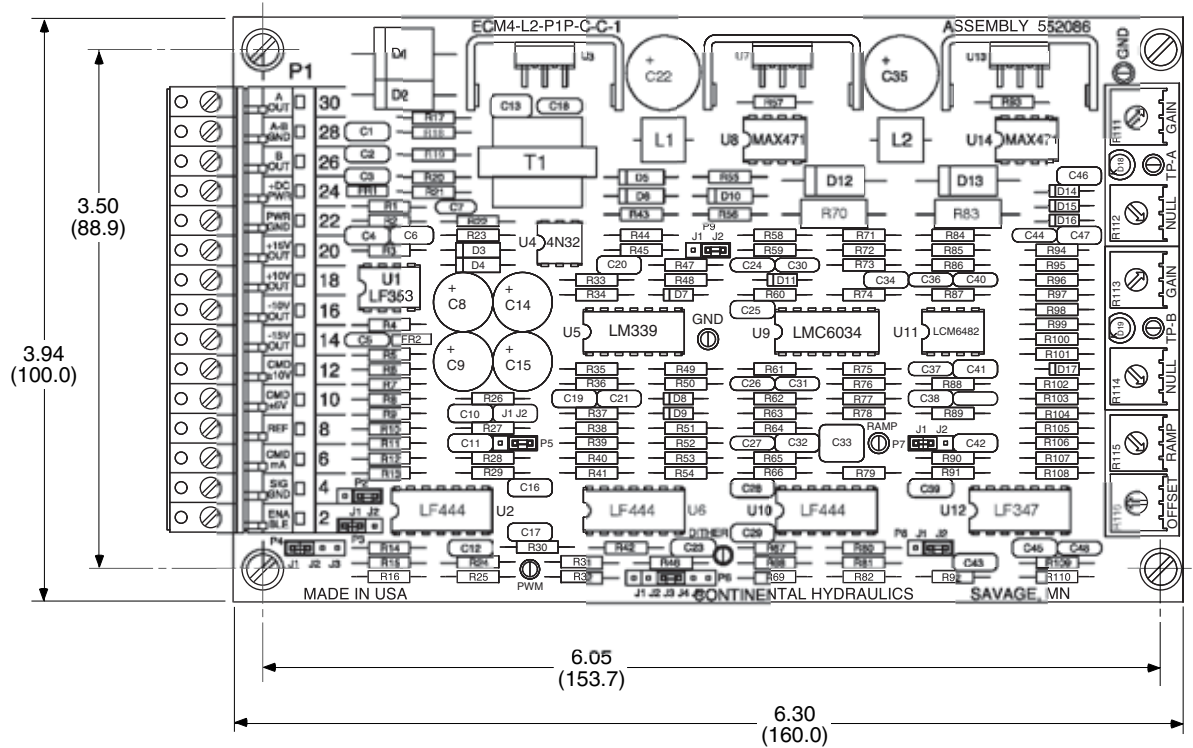 ECM4-L2-P1P-C-C-1
ASSEMBLY 552086
P1
A OUT 30
A-B GND 28
B OUT 26
+DC PWR 24
PWR GND 22
+15V OUT 20
+10V OUT 18
-10V OUT 16
-15V OUT 14
CMD ±10V 12
CMD 10
REF 8
CMD mA 6
SIG GND 4
ENA BLE 2
D1
D2
U3
C22
U7
C35
U13
GND
C13 C18
R17
R18
R19
R20
R21
C1
C2
C3
FR1
R1
R2
C4 C6
R3
C7
R22
R23
D3
D4
T1
U4 4N32
U1 LF353
R4
C5 FR2
R5
R6
R7
R8
R9
R10
R11
R12
R13
C8 C14
C9 C15
R26
C10 J1 J2
R27
C11 P5
R28
R29
C16
L1
R57
U8 MAX471
L2
R93
U14 MAX471
D5
D6
R43
R55
D10
R56
D12
R70
D13
R83
C46
D14
D15
D16
C44 C47
P9
J1 J2
R44
R45
C20
R33
R34
R47
R48
D7
R58
R59
C24 C30
D11
R60
C25
R71
R72
R73
C34
R74
R84
R85
R86
C36 C40
R87
R94
R95
R96
R97
R98
R99
R100
R101
D17
R102
R103
R104
R105
R106
R107
R108
U5 LM339
GND
U9 LMC6034
U11 LCM6482
R35
R36
C19 C21
R37
R38
R39
R40
R41
R49
R50
D8
D9
R51
R52
R53
R54
R61
C26 C31
R62
R63
R64
C27 C32
R65
R66
R75
R76
R77
R78
C33
RAMP
R79
C37 C41
R88
C38
R89
P7
J1 J2
C42
R90
R91
C28
C39
LF444 U2
LF444 U6
U10 LF444
U12 LF347
P2
J1 J2
P3
P4
J1 J2 J3
R14
R15
R16
C12
R24
R25
C17
R30
PWM
R31
R32
R42
C23
DITHER
R46
P6
J1 J2 J3 J4
C29
R67
R68
R69
R80
R81
R82
P8 J1 J2
C43
R92
C45 C48
R109
R110
R111 GAIN
D18 TP-A
R112 NULL
R113 GAIN
D19 TP-B
R114 NULL
R115 RAMP
R116 OFFSET
MADE IN USA
CONTINENTAL HYDRAULICS
SAVAGE, MN
3.50
(88.9)
3.94
(100.0)
6.05
(153.7)
6.30
(160.0)